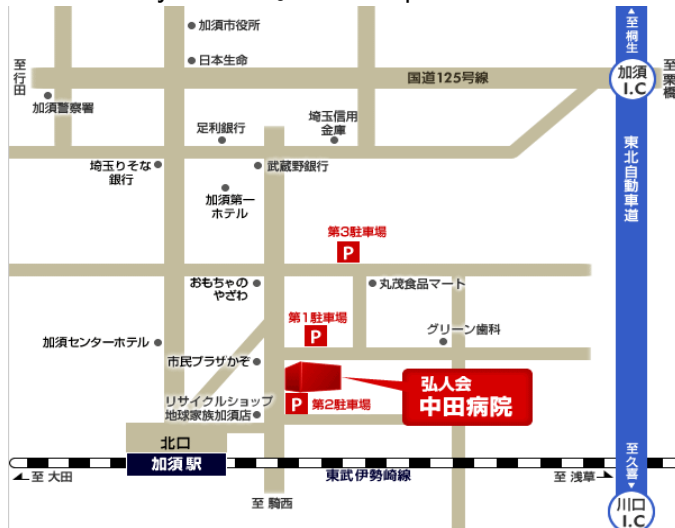 加須市役所
日本生命
至桐生
至行田
国道125号線
加須
I.C
至栗橋
加須警察署
足利銀行
埼玉信用
金庫
東北自動車道
埼玉りそな
銀行
武蔵野銀行
加須第一
ホテル
第3駐車場
P
おもちゃの
やざわ
丸茂食品マート
第1駐車場
P
グリーン歯科
加須センターホテル
市民プラザかぞ
弘人会
中田病院
リサイクルショップ
地球家族加須店
P 第2駐車場
北口
加須駅
至久喜
至 大田
東武伊勢崎線
至 浅草
至 騎西
川口
I.C